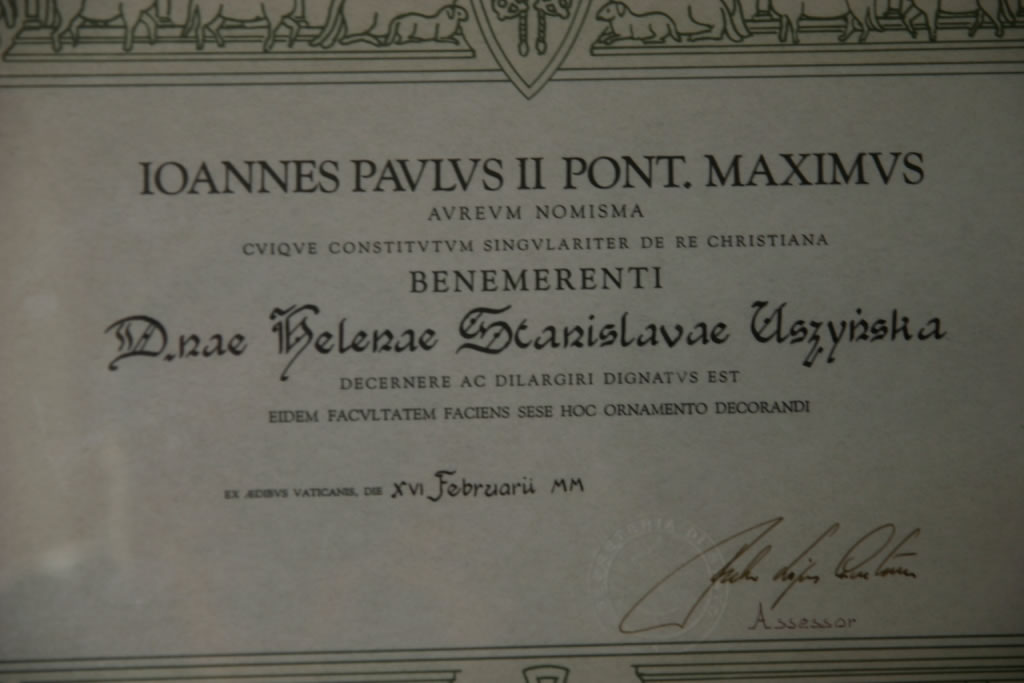 IOANNES PAVLVS II PONT. MAXIMVS
AVREVM NOMISMA
CVIQVE CONSTITVTVM SINGVLARITER DE RE CHRISTIANA
BENEMERENTI
D.nae Helenae Stanislavae Uszyńska
DECERNERE AC DILARGIRI DIGNATVS EST
EIDEM FACVLTATEM FACIENS SESE HOC ORNAMENTO DECORANDI
EX ÆDIBVS VATICANIS, DIE XVI Februarii MM
Assessor